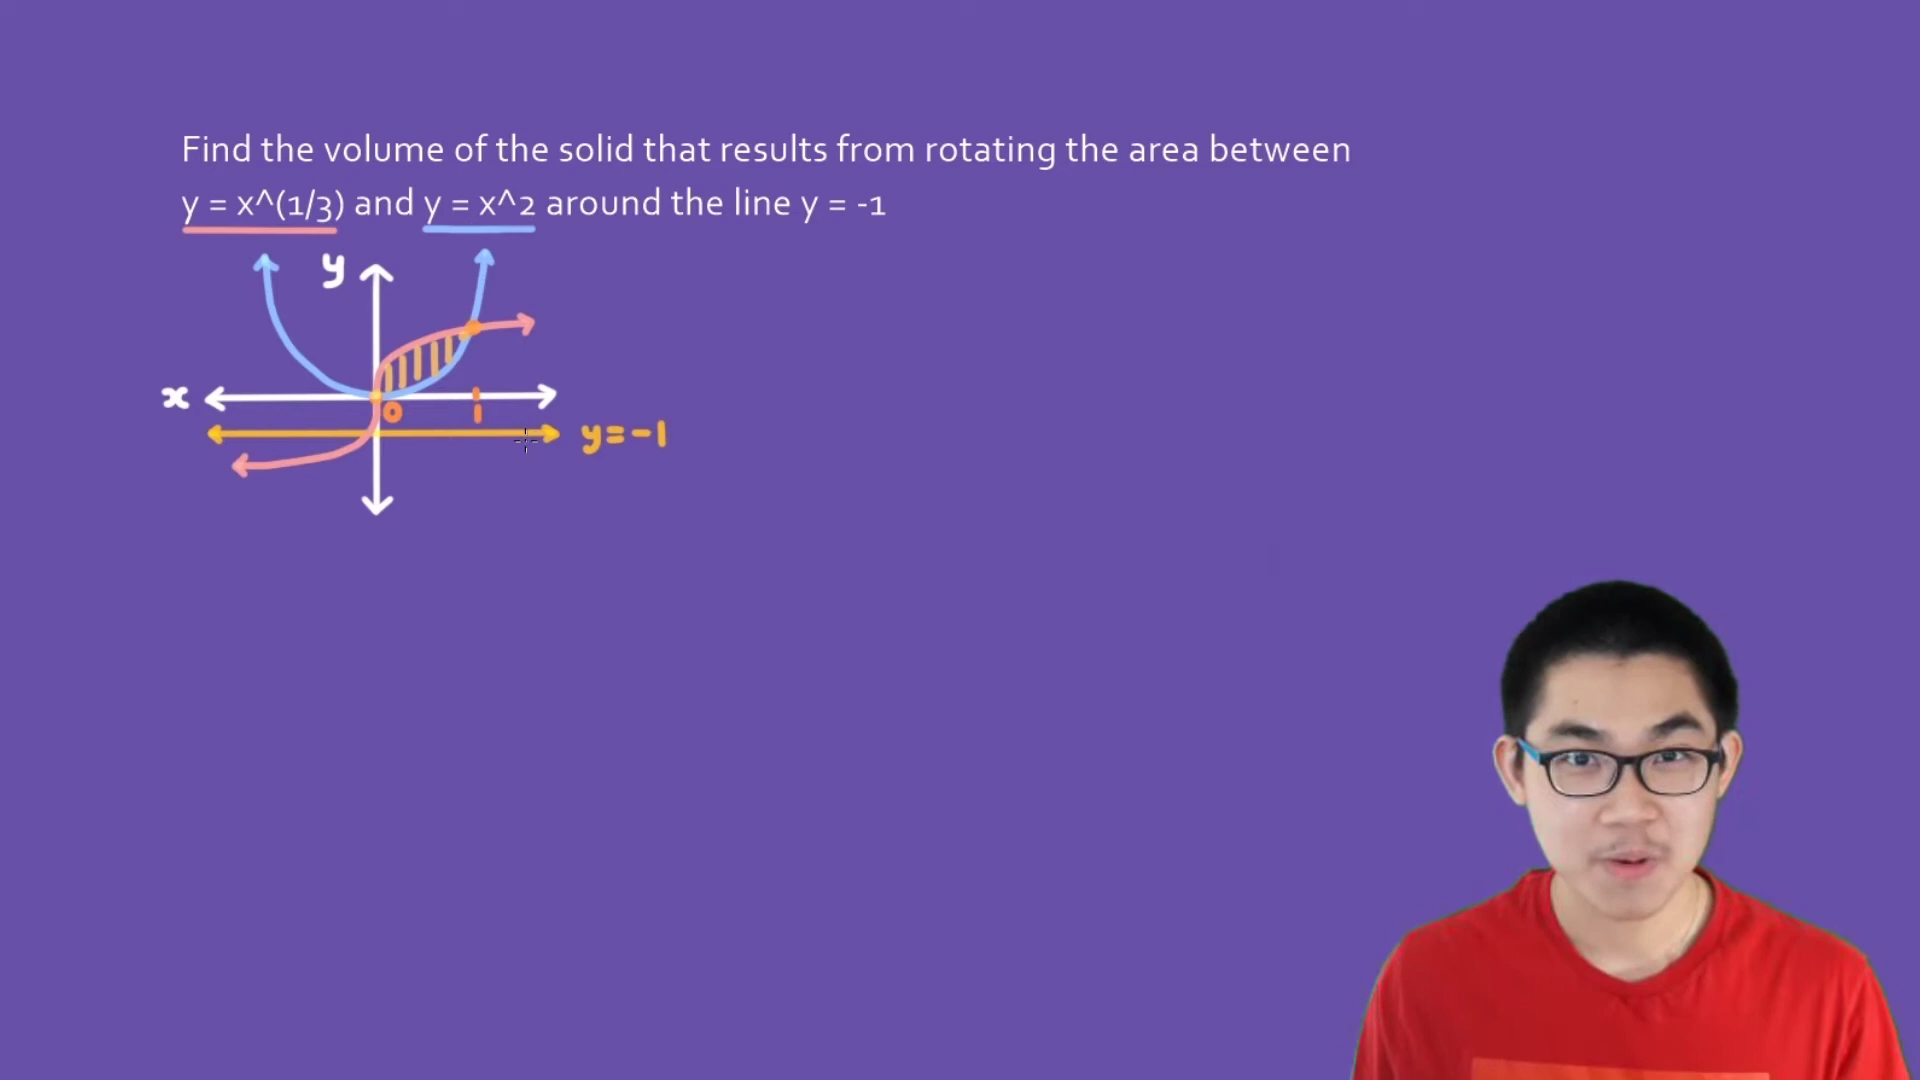 Find the volume of the solid that results from rotating the area between
y = x^(1/3) and y = x^2 around the line y = -1
y
x
0
1
y=-1